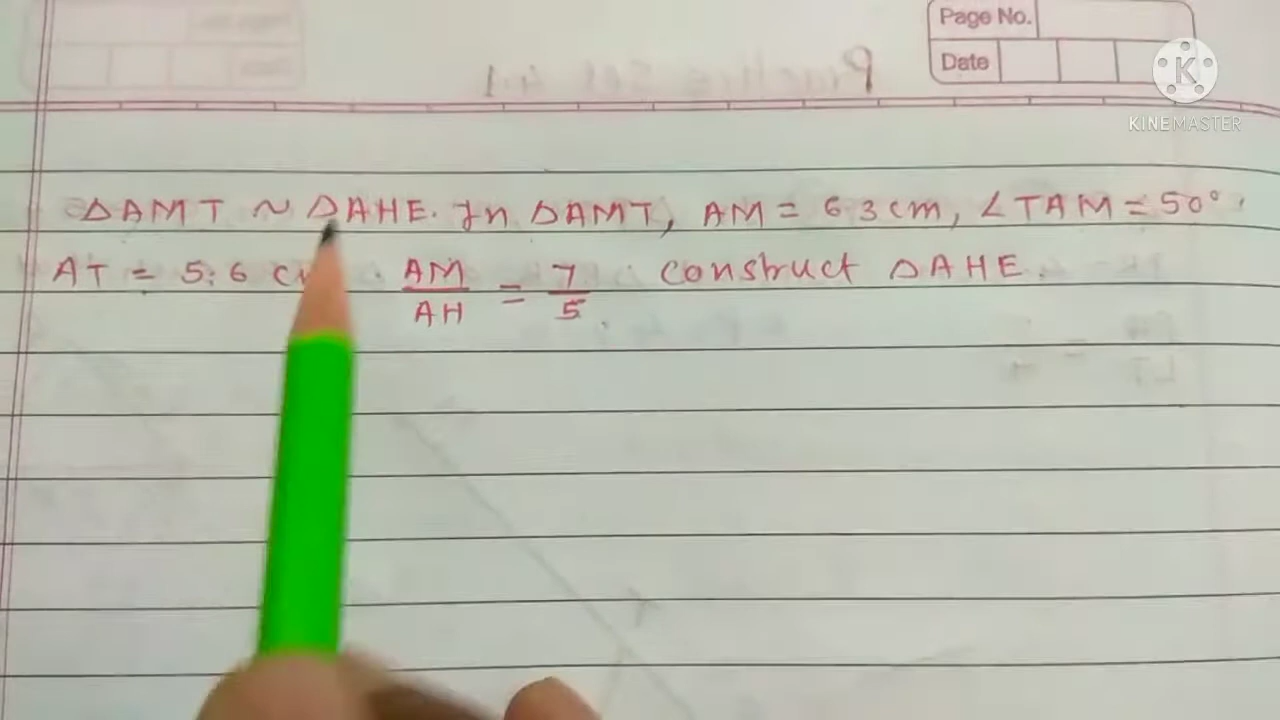 Page No.
Date
K
KINEMASTER
ΔAMT ~ ΔAHE. In ΔAMT, AM = 6 3 cm, ∠TAM = 50°.
AT = 5.6 AM/AH = 7/5 construct ΔAHE.